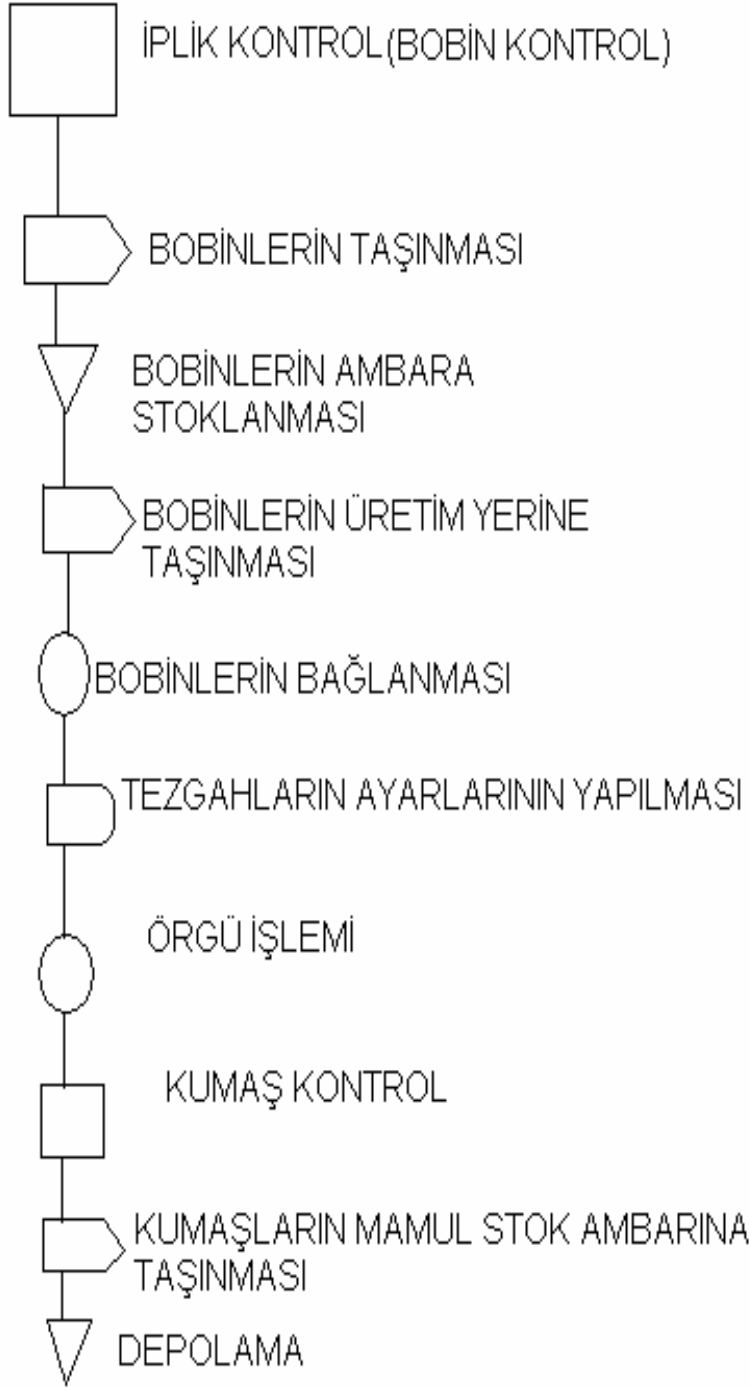 İPLİK KONTROL(BOBİN KONTROL)
BOBİNLERİN TAŞINMASI
BOBİNLERİN AMBARA
STOKLANMASI
BOBİNLERİN ÜRETİM YERİNE
TAŞINMASI
BOBİNLERİN BAĞLANMASI
TEZGAHLARIN AYARLARININ YAPILMASI
ÖRGÜ İŞLEMİ
KUMAŞ KONTROL
KUMAŞLARIN MAMUL STOK AMBARINA
TAŞINMASI
DEPOLAMA